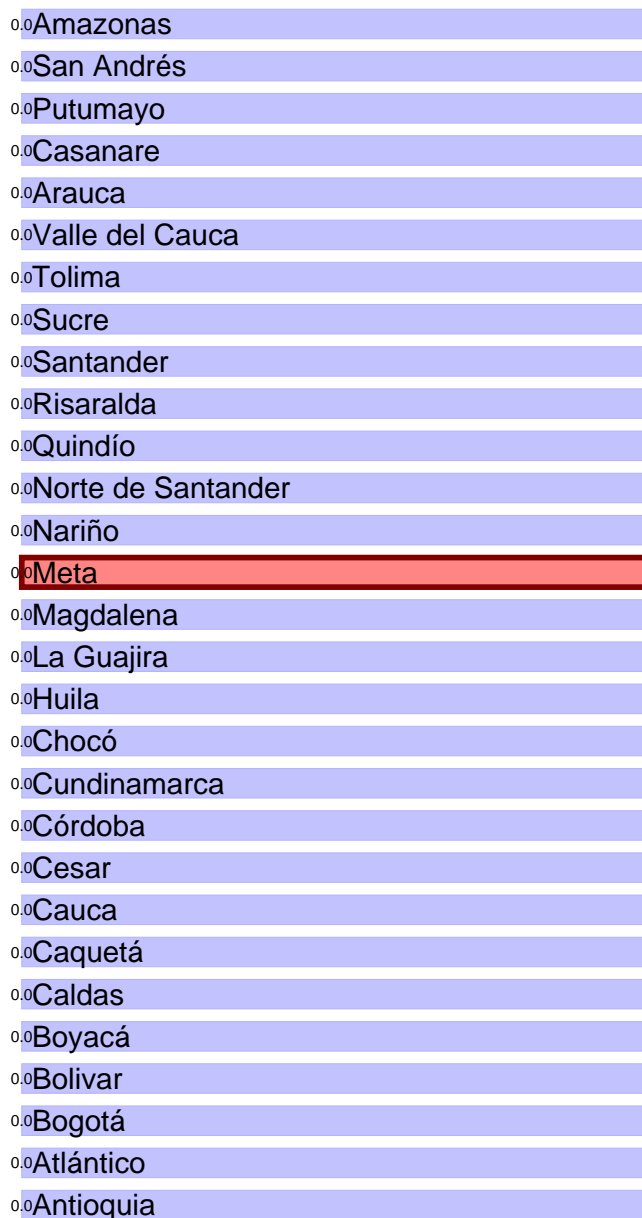 0.0Amazonas
0.0San Andrés
0.0Putumayo
0.0Casanare
0.0Arauca
0.0Valle del Cauca
0.0Tolima
0.0Sucre
0.0Santander
0.0Risaralda
0.0Quindío
0.0Norte de Santander
0.0Nariño
0.0Meta
0.0Magdalena
0.0La Guajira
0.0Huila
0.0Chocó
0.0Cundinamarca
0.0Córdoba
0.0Cesar
0.0Cauca
0.0Caquetá
0.0Caldas
0.0Boyacá
0.0Bolivar
0.0Bogotá
0.0Atlántico
0.0Antioquia